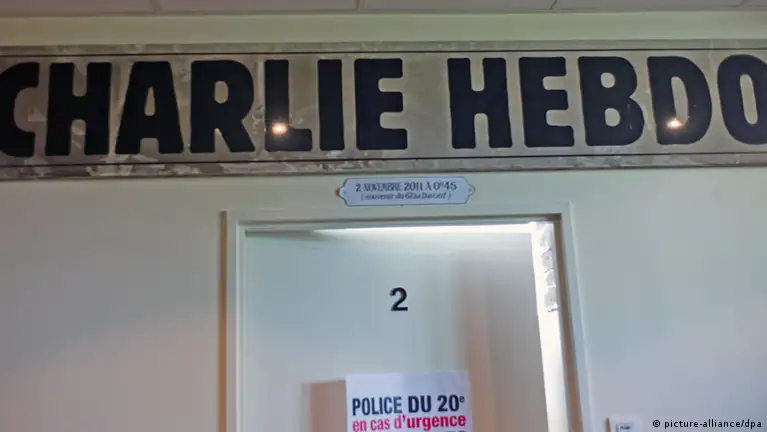 CHARLIE HEBDO
2 NOVEMBRE 2011 À 0H45
2
POLICE DU 20e
en cas d'urgence
© picture-alliance/dpa